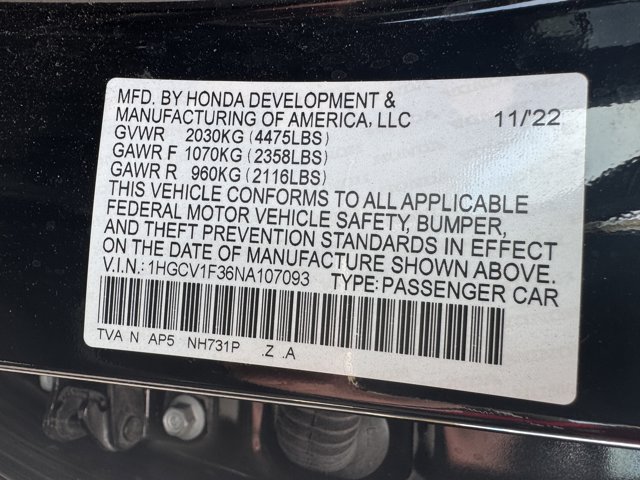 MFD. BY HONDA DEVELOPMENT &
MANUFACTURING OF AMERICA, LLC 11/22
GVWR 2030KG (4475LBS)
GAWR F 1070KG (2358LBS)
GAWR R 960KG (2116LBS)
THIS VEHICLE CONFORMS TO ALL APPLICABLE
FEDERAL MOTOR VEHICLE SAFETY, BUMPER,
AND THEFT PREVENTION STANDARDS IN EFFECT
ON THE DATE OF MANUFACTURE SHOWN ABOVE.
V.I.N.: 1HGCV1F36NA107093 TYPE: PASSENGER CAR
TVA N AP5 NH731P .Z .A